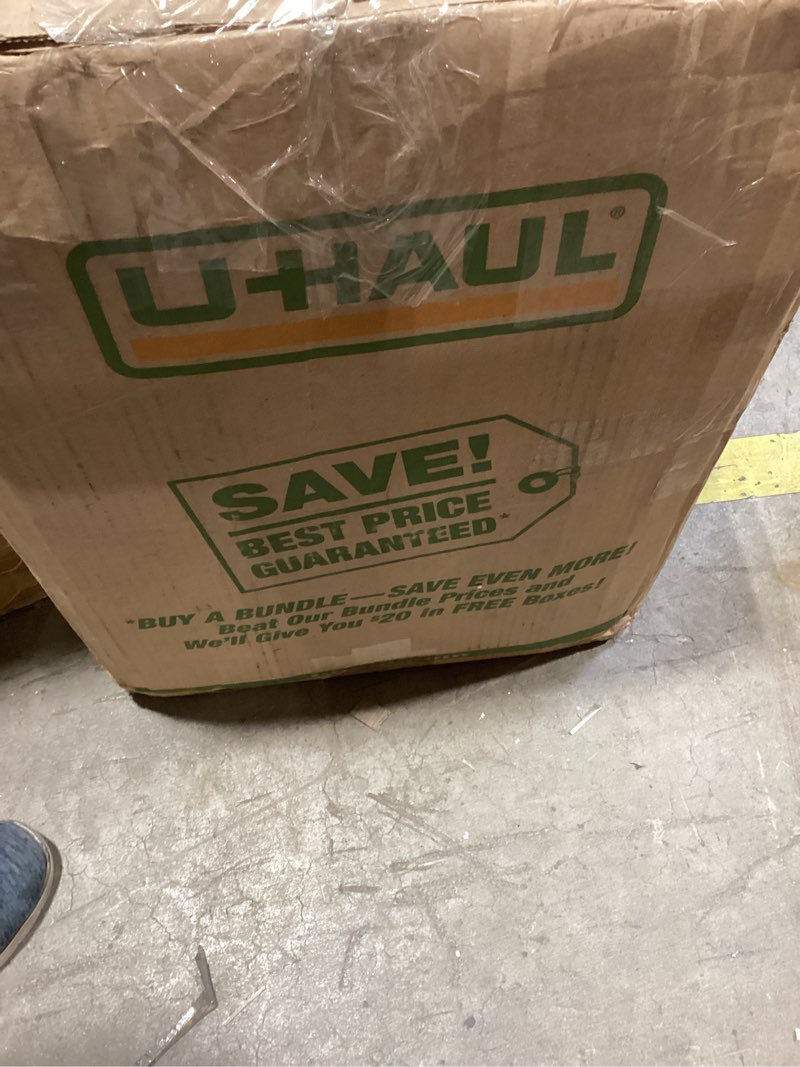 U-HAUL®
SAVE!
BEST PRICE
GUARANTEED*
*BUY A BUNDLE—SAVE EVEN MORE!
Beat Our Bundle Prices and
We'll Give You $20 in FREE Boxes!